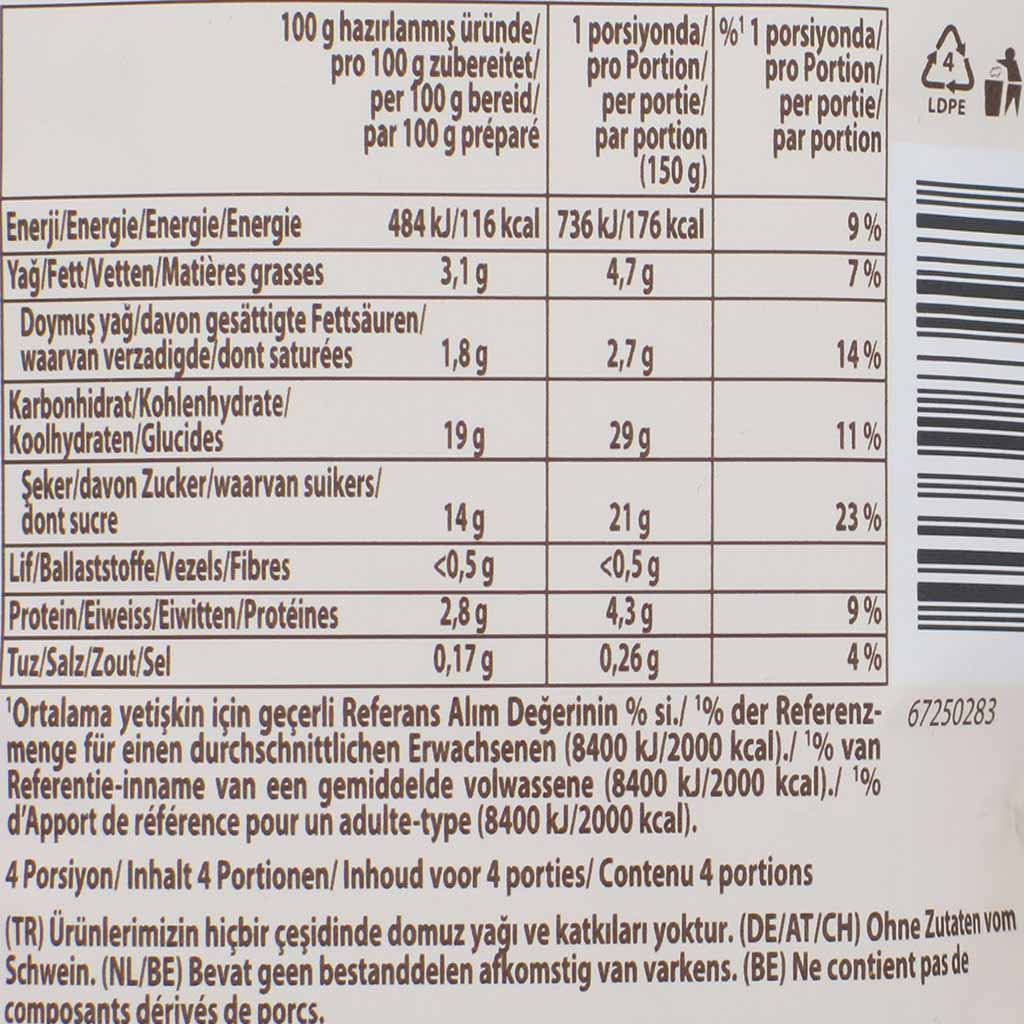 100 g hazırlanmış üründe/
pro 100 g zubereitet/
per 100 g bereid/
par 100 g préparé
1 porsiyonda/
pro Portion/
per portie/
par portion
(150 g)
%¹ 1 porsiyonda/
pro Portion/
per portie/
par portion
4
LDPE
Enerji/Energie/Energie/Energie 484 kJ/116 kcal 736 kJ/176 kcal 9 %
Yağ/Fett/Vetten/Matières grasses 3,1 g 4,7 g 7 %
Doymuş yağ/davon gesättigte Fettsäuren/
waarvan verzadigde/dont saturées 1,8 g 2,7 g 14 %
Karbonhidrat/Kohlenhydrate/
Koolhydraten/Glucides 19 g 29 g 11 %
Şeker/davon Zucker/waarvan suikers/
dont sucre 14 g 21 g 23 %
Lif/Ballaststoffe/Vezels/Fibres <0,5 g <0,5 g
Protein/Eiweiss/Eiwitten/Protéines 2,8 g 4,3 g 9 %
Tuz/Salz/Zout/Sel 0,17 g 0,26 g 4 %
¹Ortalama yetişkin için geçerli Referans Alım Değerinin % si./ ¹% der Referenz-
menge für einen durchschnittlichen Erwachsenen (8400 kJ/2000 kcal)./ ¹% van
Referentie-inname van een gemiddelde volwassene (8400 kJ/2000 kcal)./ ¹%
d'Apport de référence pour un adulte-type (8400 kJ/2000 kcal).
67250283
4 Porsiyon/ Inhalt 4 Portionen/ Inhoud voor 4 porties/ Contenu 4 portions
(TR) Ürünlerimizin hiçbir çeşidinde domuz yağı ve katkıları yoktur. (DE/AT/CH) Ohne Zutaten vom
Schwein. (NL/BE) Bevat geen bestanddelen afkomstig van varkens. (BE) Ne contient pas de
composants dérivés de porcs.